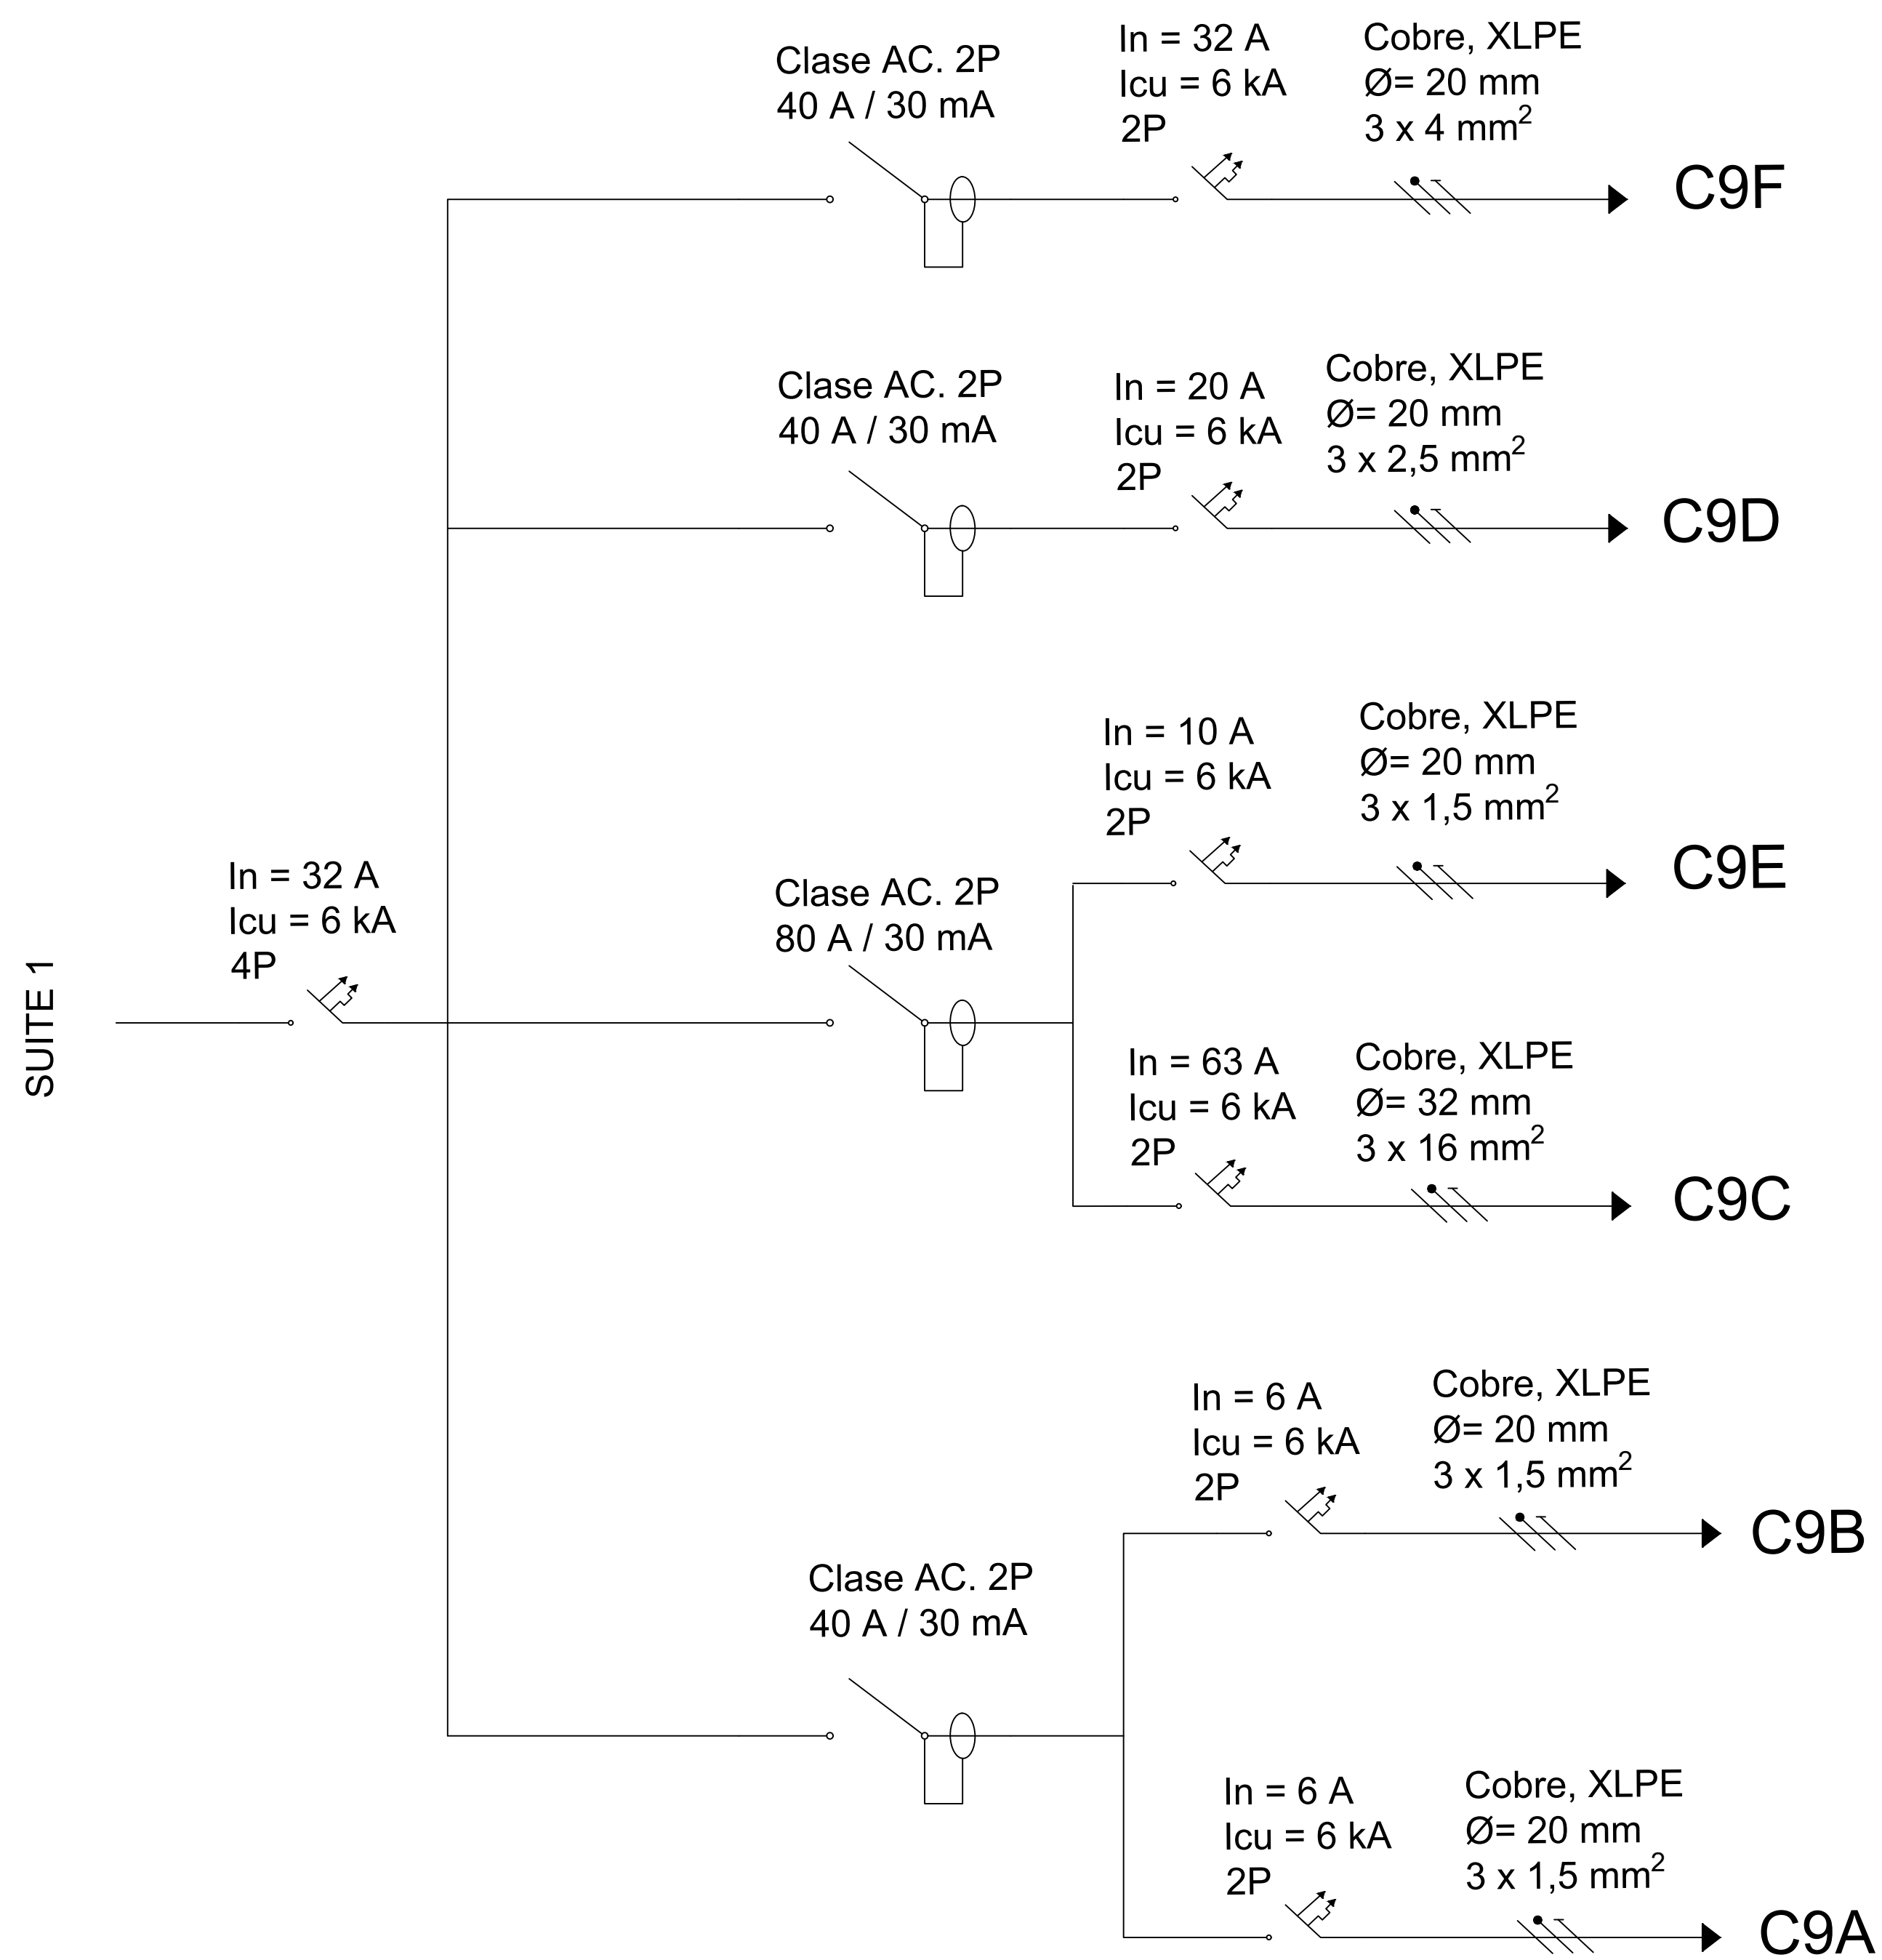 Clase AC. 2P
40 A / 30 mA
In = 32 A
Icu = 6 kA
2P
Cobre, XLPE
Ø= 20 mm
3 x 4 mm²
C9F
Clase AC. 2P
40 A / 30 mA
In = 20 A
Icu = 6 kA
2P
Cobre, XLPE
Ø= 20 mm
3 x 2,5 mm²
C9D
In = 10 A
Icu = 6 kA
2P
Cobre, XLPE
Ø= 20 mm
3 x 1,5 mm²
C9E
SUITE 1
In = 32 A
Icu = 6 kA
4P
Clase AC. 2P
80 A / 30 mA
In = 63 A
Icu = 6 kA
2P
Cobre, XLPE
Ø= 32 mm
3 x 16 mm²
C9C
In = 6 A
Icu = 6 kA
2P
Cobre, XLPE
Ø= 20 mm
3 x 1,5 mm²
C9B
Clase AC. 2P
40 A / 30 mA
In = 6 A
Icu = 6 kA
2P
Cobre, XLPE
Ø= 20 mm
3 x 1,5 mm²
C9A